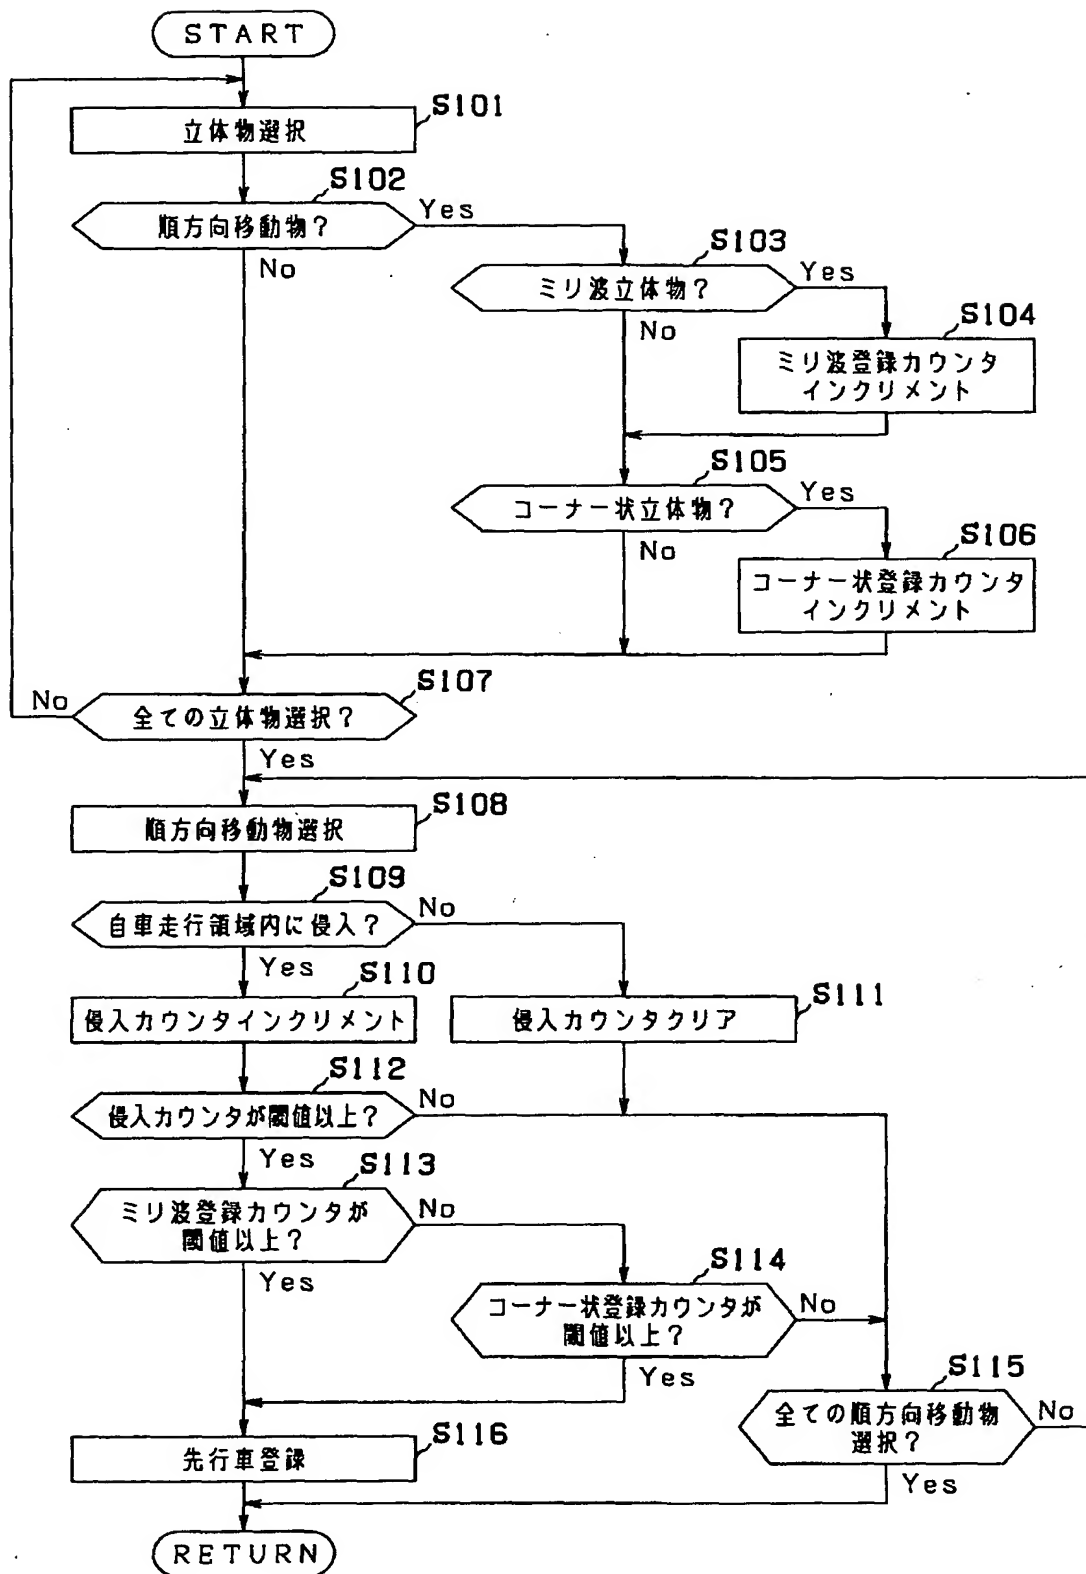 START
S101
立体物選択
S102
順方向移動物？
Yes
No
S103
ミリ波立体物？
Yes
No
S104
ミリ波登録カウンタ
インクリメント
S105
コーナー状立体物？
Yes
No
S106
コーナー状登録カウンタ
インクリメント
S107
No
全ての立体物選択？
Yes
S108
順方向移動物選択
S109
自車走行領域内に侵入？
No
Yes
S110
侵入カウンタインクリメント
S111
侵入カウンタクリア
S112
侵入カウンタが閾値以上？
No
Yes
S113
ミリ波登録カウンタが
閾値以上？
No
Yes
S114
コーナー状登録カウンタが
閾値以上？
No
Yes
S115
全ての順方向移動物
選択？
No
Yes
S116
先行車登録
RETURN